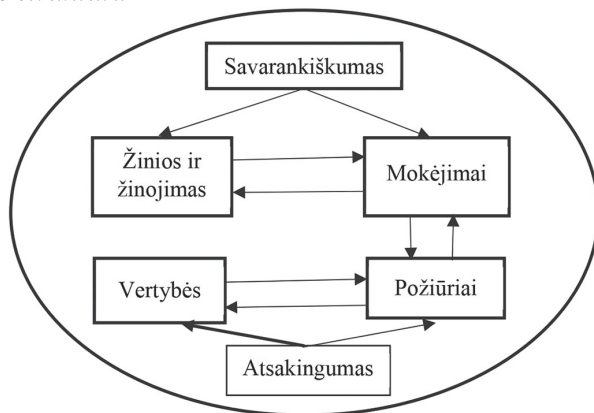 Savarankiškumas
Žinios ir
žinojimas
Mokėjimai
Vertybės
Požiūriai
Atsakingumas